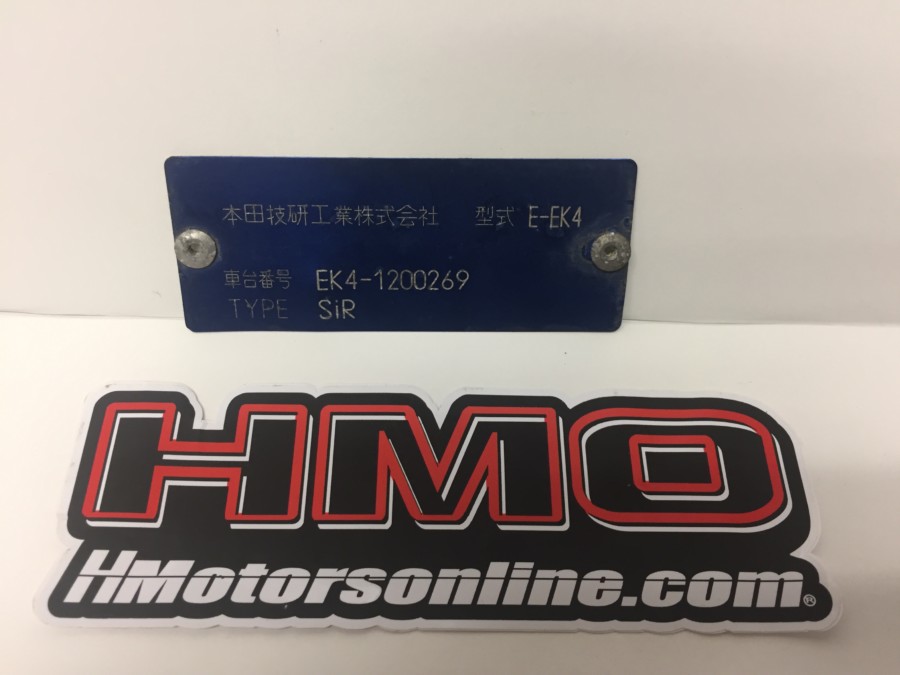 本田技研工業株式会社 型式 E-EK4
車台番号 EK4-1200269
TYPE SiR
HMO
HMotorsonline.com®